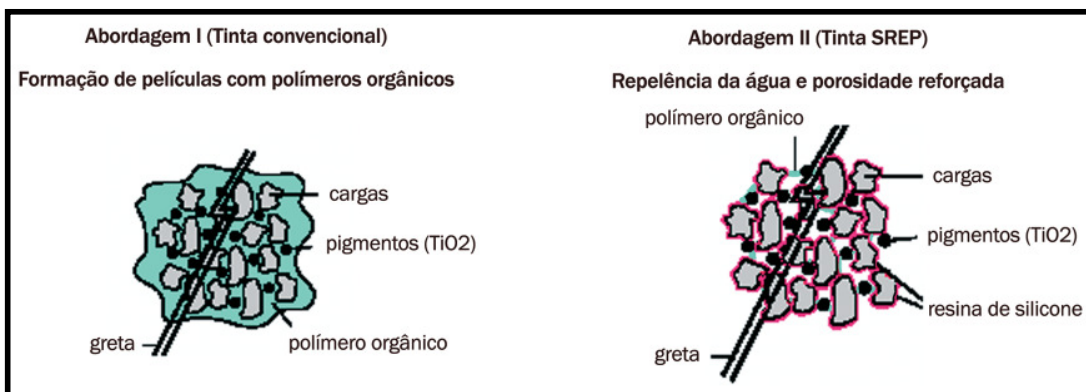 Abordagem I (Tinta convencional)
Formação de películas com polímeros orgânicos
cargas
pigmentos (TiO2)
polímero orgânico
greta
Abordagem II (Tinta SREP)
Repelência da água e porosidade reforçada
polímero orgânico
cargas
pigmentos (TiO2)
resina de silicone
greta